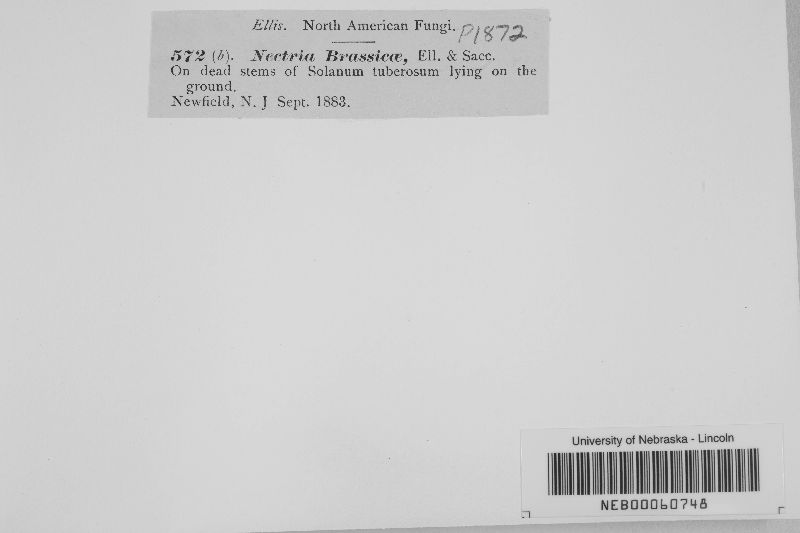 Ellis. North American Fungi. P1872
572 (b). Nectria Brassicæ, Ell. & Sacc.
On dead stems of Solanum tuberosum lying on the
ground.
Newfield, N. J Sept. 1883.
University of Nebraska - Lincoln
NEB00060748